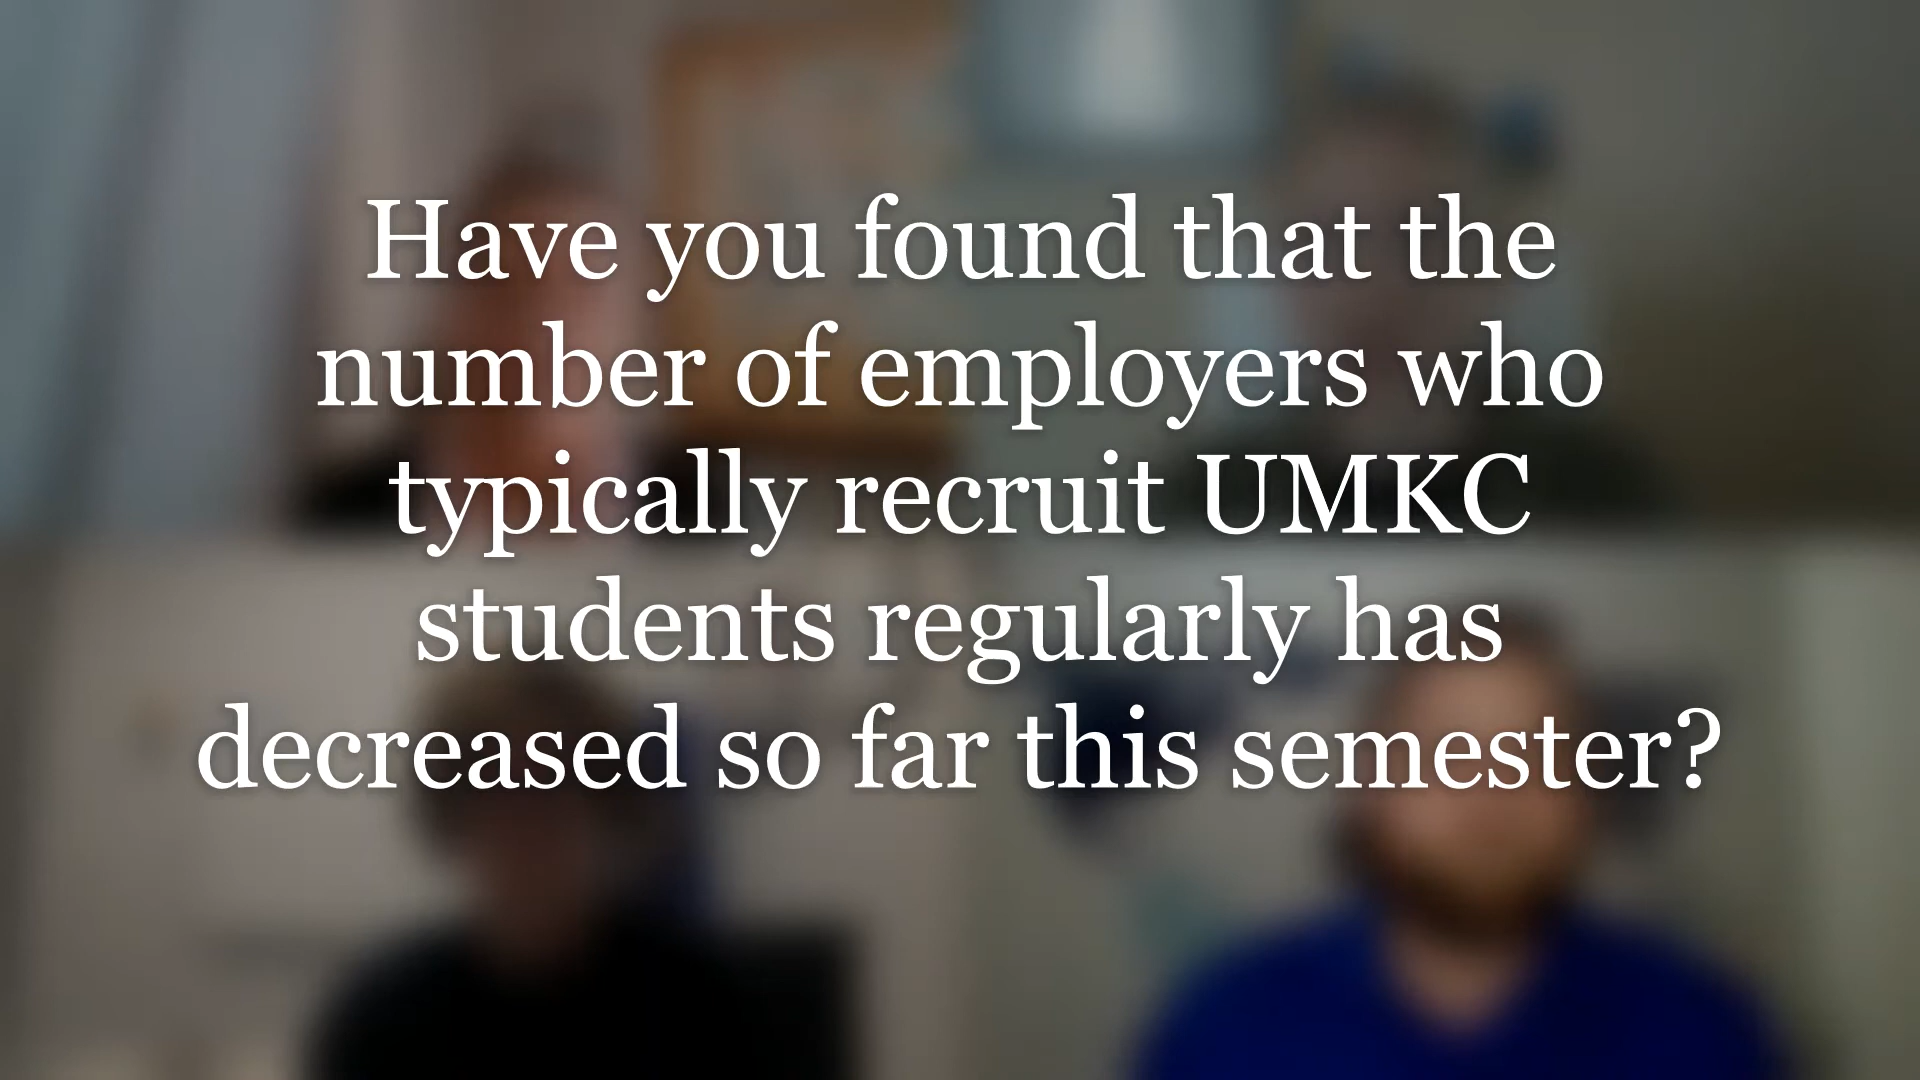 Have you found that the
number of employers who
typically recruit UMKC
students regularly has
decreased so far this semester?